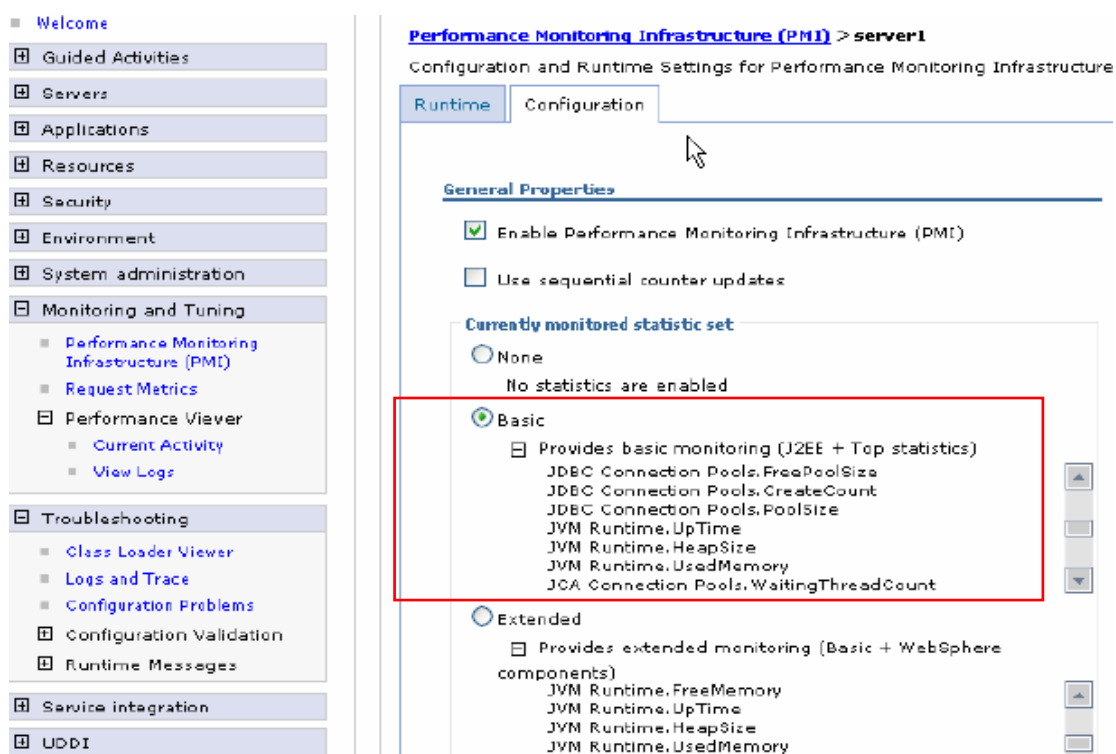 Welcome
Guided Activities
Servers
Applications
Resources
Security
Environment
System administration
Monitoring and Tuning
Performance Monitoring
Infrastructure (PMI)
Request Metrics
Performance Viewer
Current Activity
View Logs
Troubleshooting
Class Loader Viewer
Logs and Trace
Configuration Problems
Configuration Validation
Runtime Messages
Service integration
UDDI
Performance Monitoring Infrastructure (PMI) > server1
Configuration and Runtime Settings for Performance Monitoring Infrastructure
Runtime
Configuration
General Properties
Enable Performance Monitoring Infrastructure (PMI)
Use sequential counter updates
Currently monitored statistic set
None
No statistics are enabled
Basic
Provides basic monitoring (J2EE + Top statistics)
JDBC Connection Pools.FreePoolSize
JDBC Connection Pools.CreateCount
JDBC Connection Pools.PoolSize
JVM Runtime.UpTime
JVM Runtime.HeapSize
JVM Runtime.UsedMemory
JCA Connection Pools.WaitingThreadCount
Extended
Provides extended monitoring (Basic + WebSphere
components)
JVM Runtime.FreeMemory
JVM Runtime.UpTime
JVM Runtime.HeapSize
JVM Runtime.UsedMemory